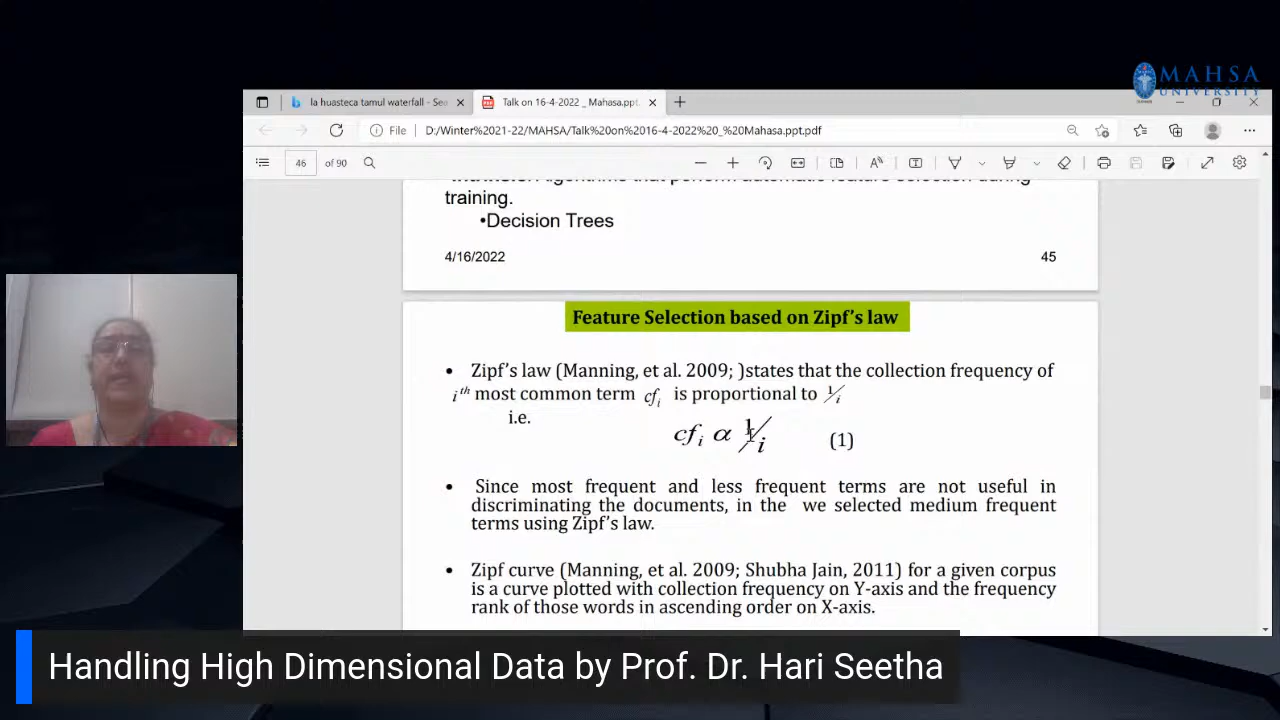 MAHSA
UNIVERSITY
la huasteca tamul waterfall - Sea
Talk on 16-4-2022 _ Mahasa.ppt.
File
D:/Winter%2021-22/MAHSA/Talk%20on%2016-4-2022%20_%20Mahasa.ppt.pdf
46 of 90
Algorithms that perform automatic feature selection during
training.
•Decision Trees
4/16/2022
45
Feature Selection based on Zipf's law
• Zipf's law (Manning, et al. 2009; )states that the collection frequency of
i^th most common term cf_i is proportional to 1/i
i.e.
cf_i α 1/i (1)
• Since most frequent and less frequent terms are not useful in
discriminating the documents, in the we selected medium frequent
terms using Zipf's law.
• Zipf curve (Manning, et al. 2009; Shubha Jain, 2011) for a given corpus
is a curve plotted with collection frequency on Y-axis and the frequency
rank of those words in ascending order on X-axis.
Handling High Dimensional Data by Prof. Dr. Hari Seetha